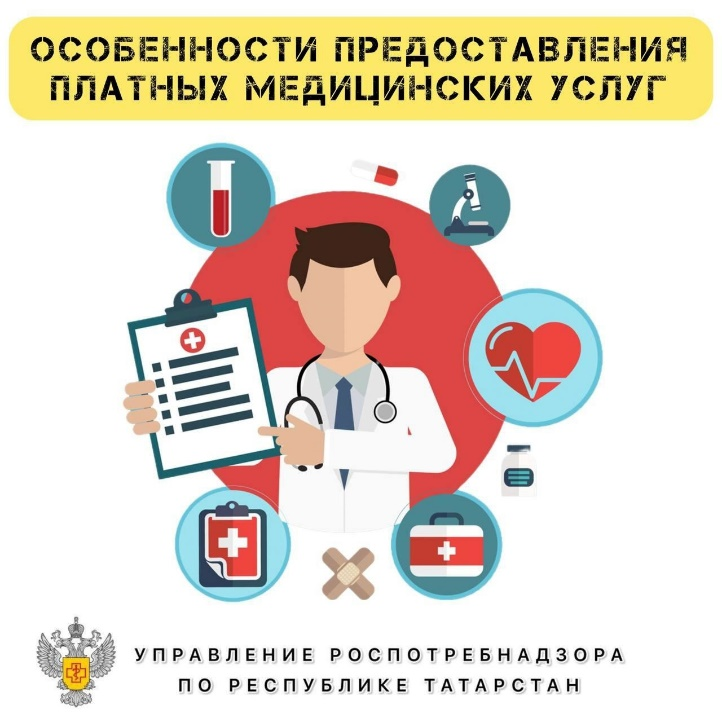 ОСОБЕННОСТИ ПРЕДОСТАВЛЕНИЯ
ПЛАТНЫХ МЕДИЦИНСКИХ УСЛУГ
УПРАВЛЕНИЕ РОСПОТРЕБНАДЗОРА
ПО РЕСПУБЛИКЕ ТАТАРСТАН